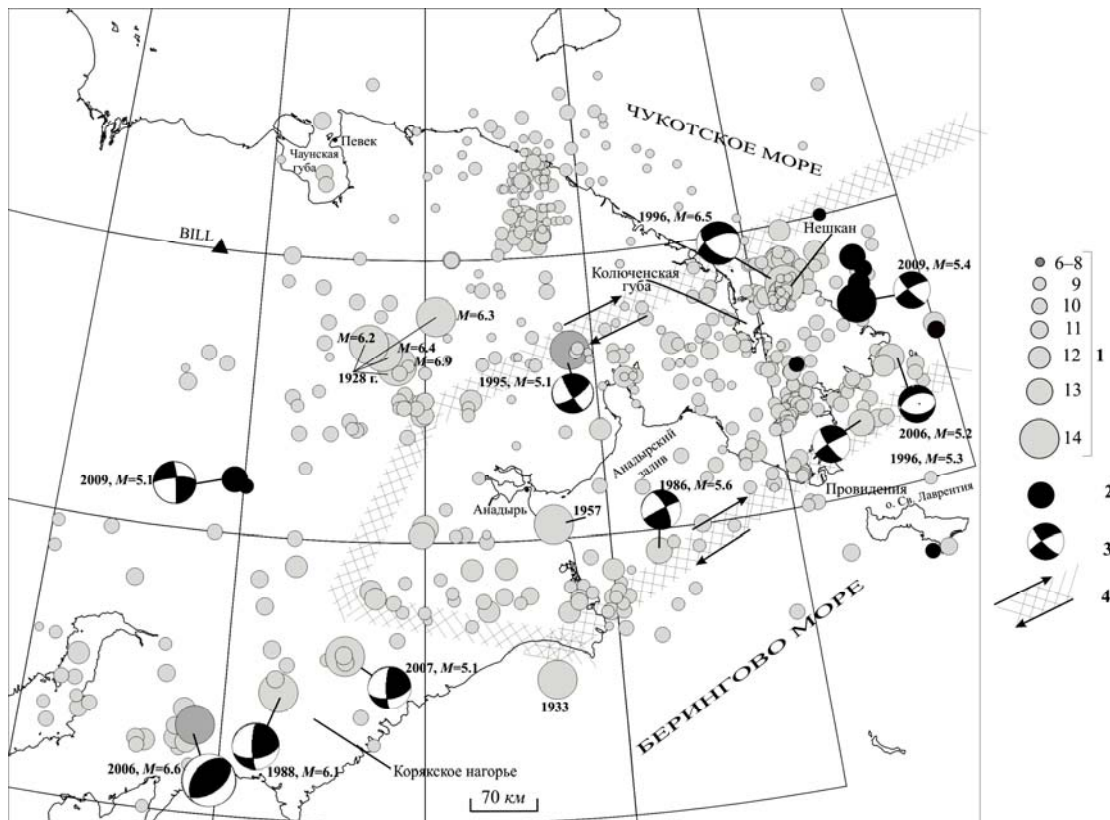 ЧУКОТСКОЕ МОРЕ
Певек
Чаунская
губа
1996, M=6.5
Нешкан
BILL
Колюченская
губа
2009, M=5.4
M=6.3
M=6.2
M=6.4
M=6.9
1928 г.
1995, M=5.1
2006, M=5.2
1996, M=5.3
Анадырский
залив
2009, M=5.1
1986, M=5.6
Провидения
о. Св. Лаврентия
Анадырь
1957
БЕРИНГОВО МОРЕ
2007, M=5.1
1933
2006, M=6.6
1988, M=6.1
Корякское нагорье
70 км
6–8
9
10
11
12
13
14
1
2
3
4